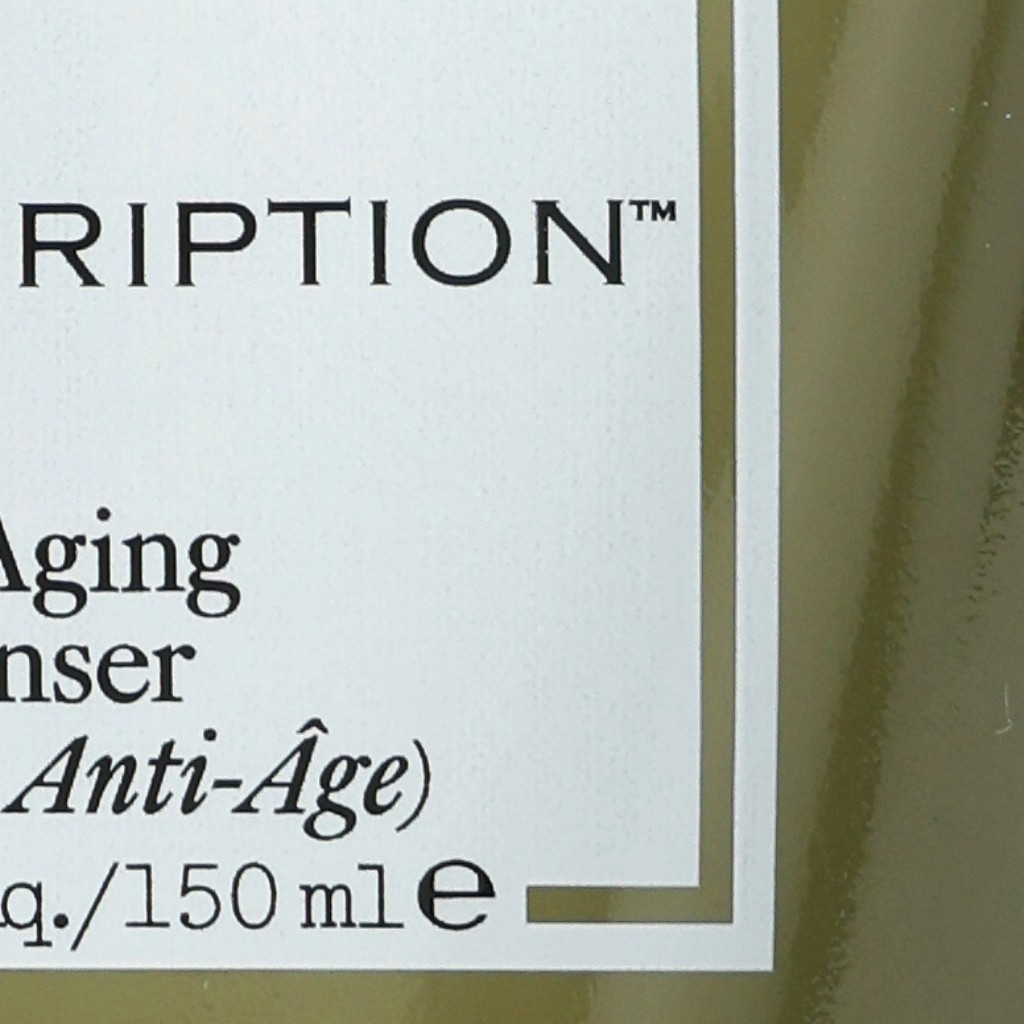 RIPTION™
Aging
nser
Anti-Âge)
q./150 ml e